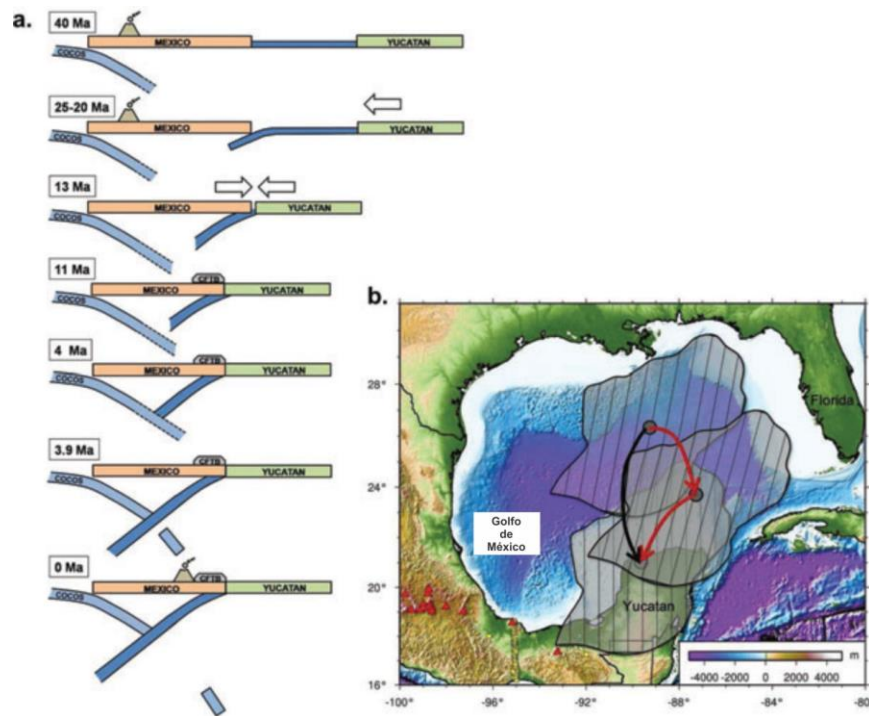 a.
40 Ma
MEXICO
YUCATAN
COCOS
25-20 Ma
MEXICO
YUCATAN
COCOS
13 Ma
MEXICO
YUCATAN
COCOS
11 Ma
CFTB
MEXICO
YUCATAN
COCOS
4 Ma
CFTB
MEXICO
YUCATAN
COCOS
3.9 Ma
CFTB
MEXICO
YUCATAN
COCOS
0 Ma
CFTB
MEXICO
YUCATAN
COCOS
b.
28°
24°
20°
16°
Florida
Golfo
de
México
Yucatan
m
-4000 -2000 0 2000 4000
-100° -96° -92° -88° -84° -80°